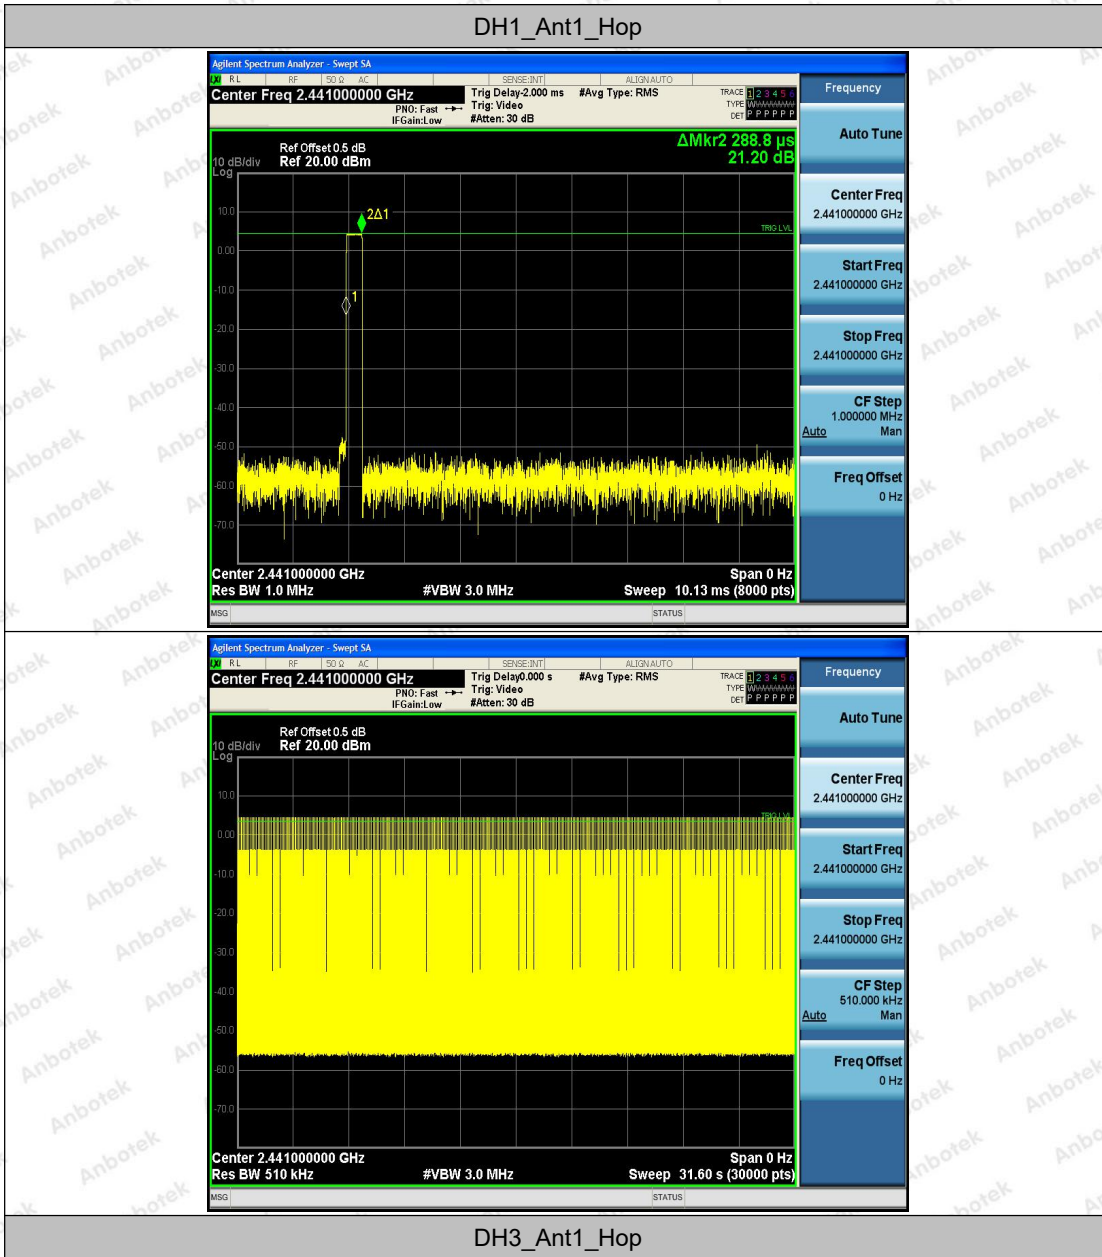 DH1_Ant1_Hop
Agilent Spectrum Analyzer - Swept SA
LXI RL RF 50 Ω AC SENSE:INT ALIGNAUTO
Center Freq 2.441000000 GHz
PNO: Fast
IFGain:Low
Trig Delay-2.000 ms
Trig: Video
#Atten: 30 dB
#Avg Type: RMS
TRACE 1 2 3 4 5 6
TYPE
DET P P P P P P
ΔMkr2 288.8 µs
21.20 dB
Ref Offset 0.5 dB
10 dB/div Ref 20.00 dBm
Log
10.0
0.00
-10.0
-20.0
-30.0
-40.0
-50.0
-60.0
-70.0
2Δ1
1
TRIG LVL
Center 2.441000000 GHz Span 0 Hz
Res BW 1.0 MHz #VBW 3.0 MHz Sweep 10.13 ms (8000 pts)
MSG STATUS
Frequency
Auto Tune
Center Freq
2.441000000 GHz
Start Freq
2.441000000 GHz
Stop Freq
2.441000000 GHz
CF Step
1.000000 MHz
Auto Man
Freq Offset
0 Hz
Agilent Spectrum Analyzer - Swept SA
LXI RL RF 50 Ω AC SENSE:INT ALIGNAUTO
Center Freq 2.441000000 GHz
PNO: Fast
IFGain:Low
Trig Delay0.000 s
Trig: Video
#Atten: 30 dB
#Avg Type: RMS
TRACE 1 2 3 4 5 6
TYPE
DET P P P P P P
Ref Offset 0.5 dB
10 dB/div Ref 20.00 dBm
Log
10.0
0.00
-10.0
-20.0
-30.0
-40.0
-50.0
-60.0
-70.0
TRIG LVL
Center 2.441000000 GHz Span 0 Hz
Res BW 510 kHz #VBW 3.0 MHz Sweep 31.60 s (30000 pts)
MSG STATUS
Frequency
Auto Tune
Center Freq
2.441000000 GHz
Start Freq
2.441000000 GHz
Stop Freq
2.441000000 GHz
CF Step
510.000 kHz
Auto Man
Freq Offset
0 Hz
DH3_Ant1_Hop
Anbotek